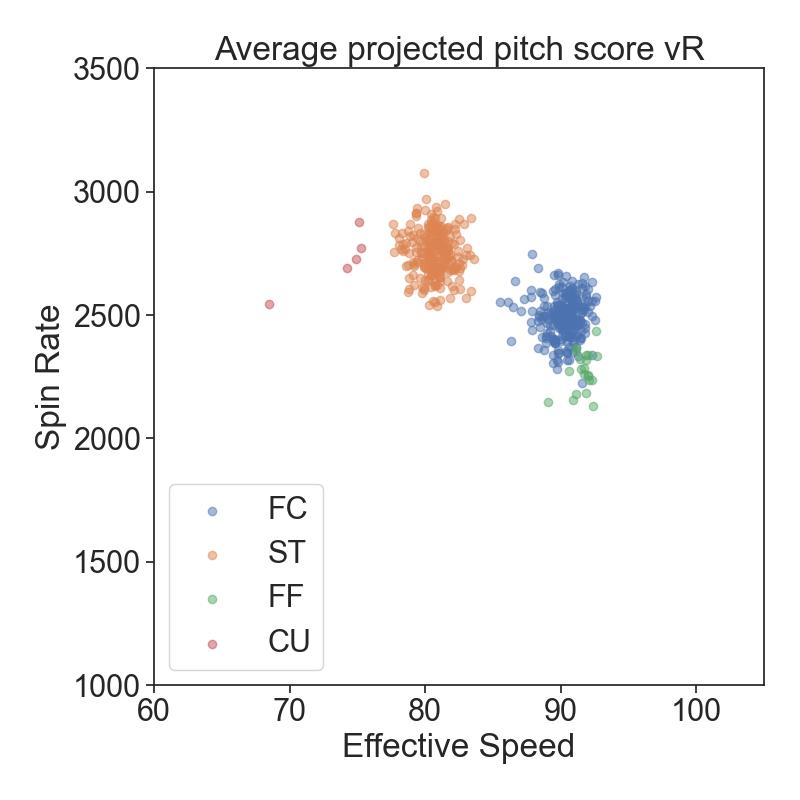 Average projected pitch score vR
3500
3000
2500
2000
1500
1000
Spin Rate
FC
ST
FF
CU
60 70 80 90 100
Effective Speed